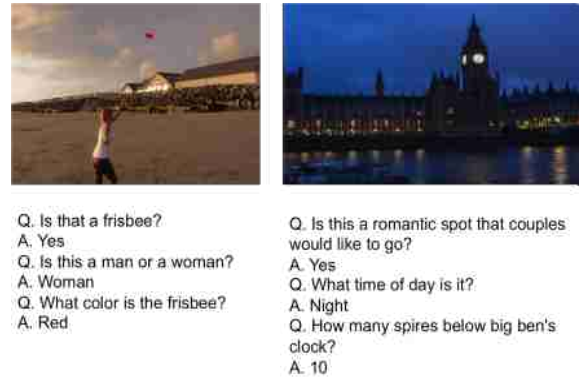 Q. Is that a frisbee?
A. Yes
Q. Is this a man or a woman?
A. Woman
Q. What color is the frisbee?
A. Red
Q. Is this a romantic spot that couples
would like to go?
A. Yes
Q. What time of day is it?
A. Night
Q. How many spires below big ben's
clock?
A. 10